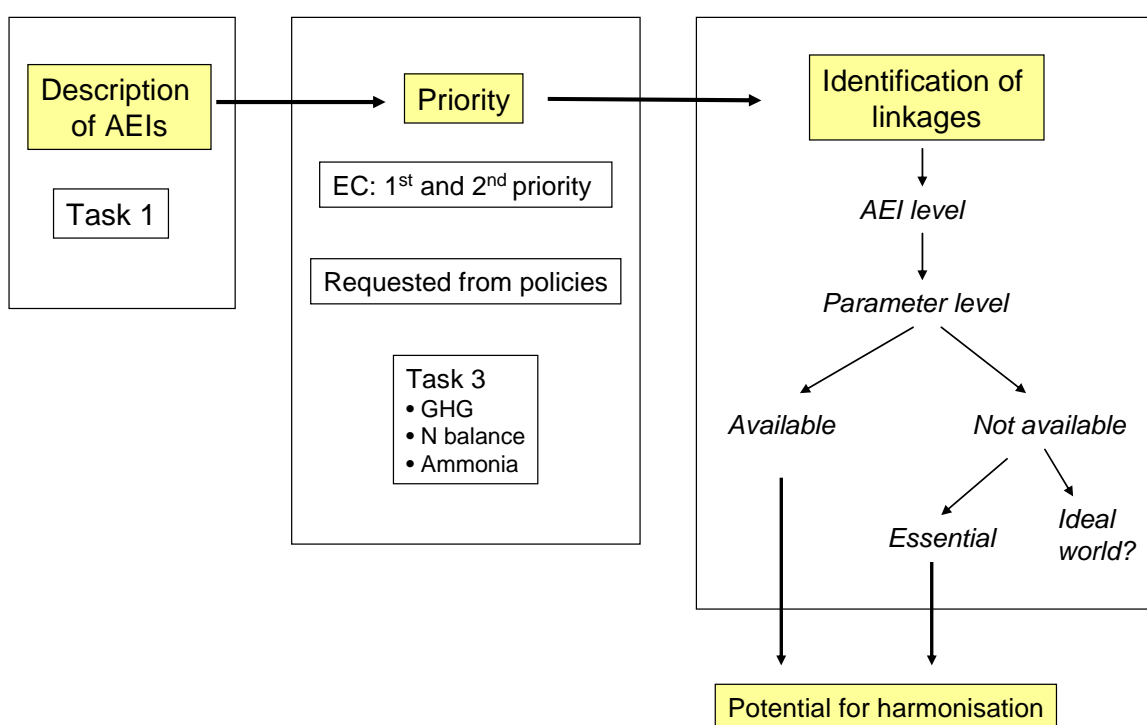 Description
of AEIs
Task 1
Priority
EC: 1st and 2nd priority
Requested from policies
Task 3
• GHG
• N balance
• Ammonia
Identification of
linkages
AEI level
Parameter level
Available
Not available
Essential
Ideal
world?
Potential for harmonisation